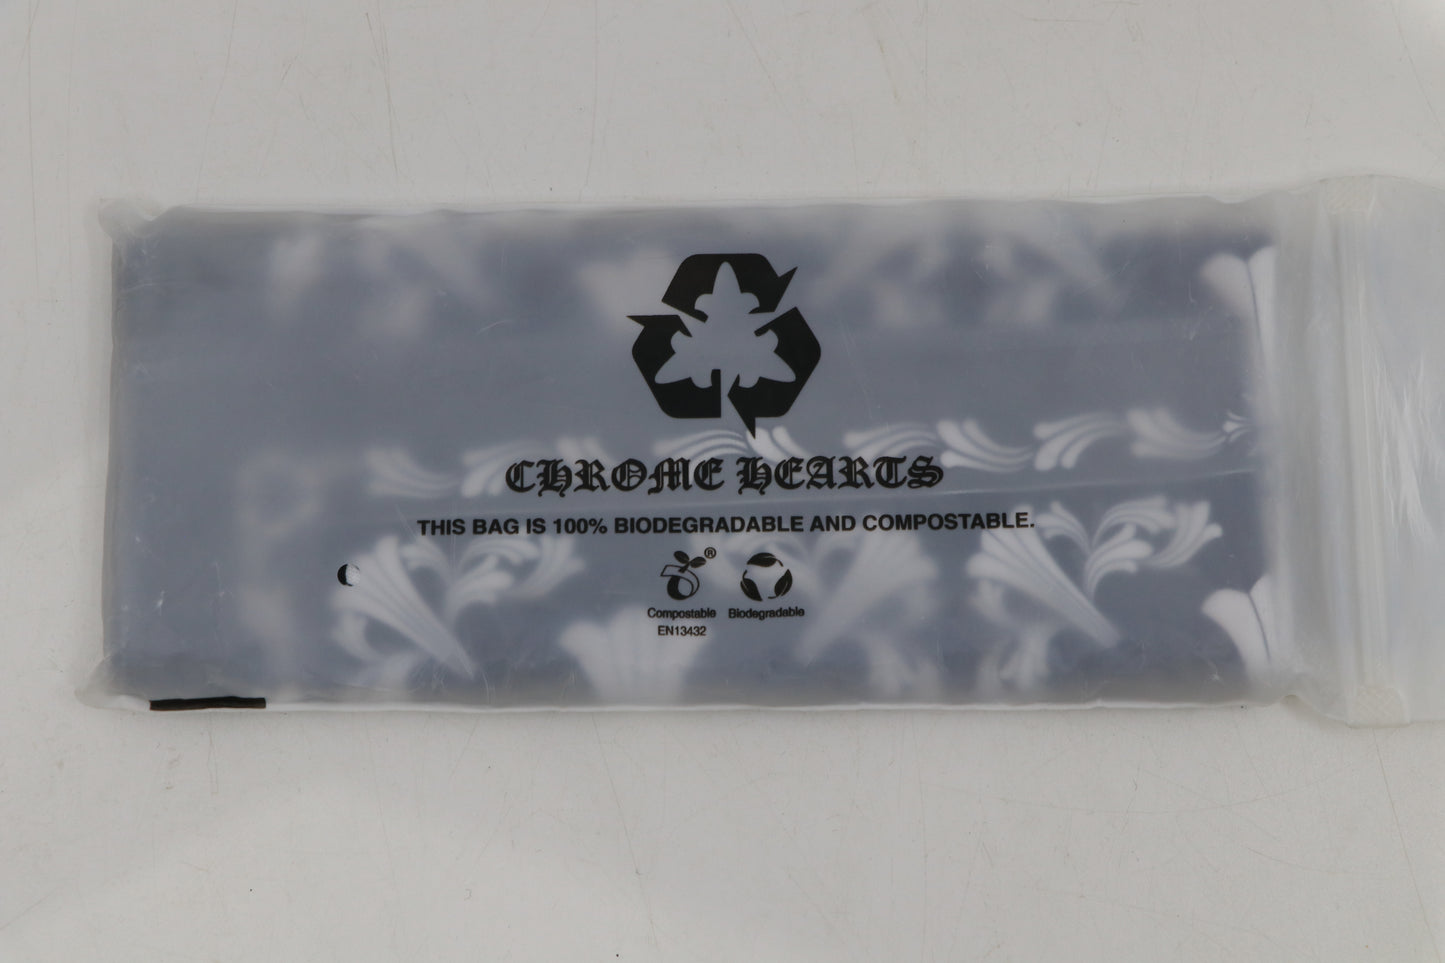 CHROME HEARTS
THIS BAG IS 100% BIODEGRADABLE AND COMPOSTABLE.
®
Compostable Biodegradable
EN13432